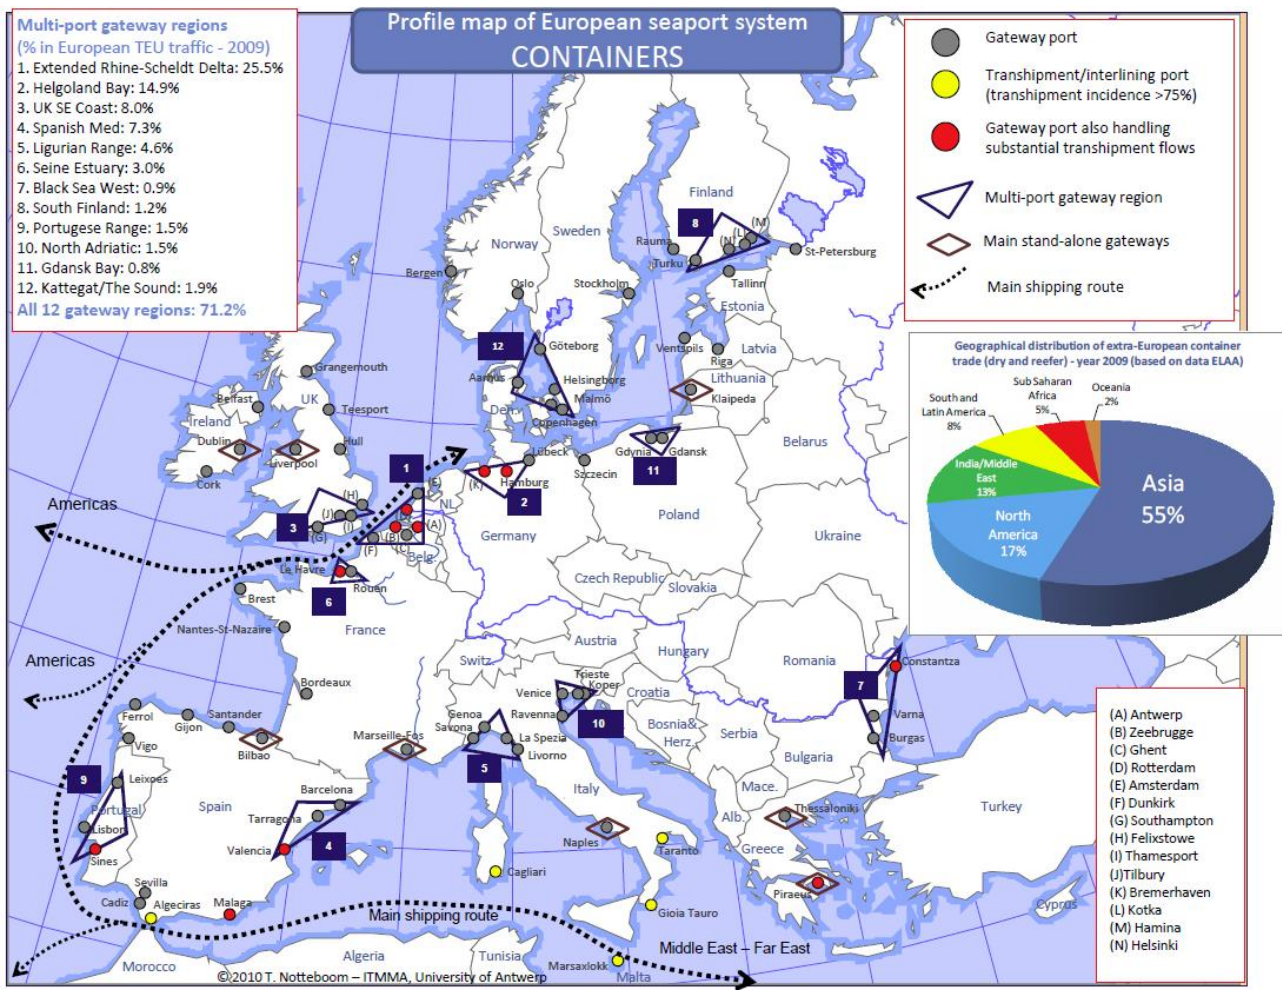 Profile map of European seaport system
CONTAINERS
Multi-port gateway regions
(% in European TEU traffic - 2009)
1. Extended Rhine-Scheldt Delta: 25.5%
2. Helgoland Bay: 14.9%
3. UK SE Coast: 8.0%
4. Spanish Med: 7.3%
5. Ligurian Range: 4.6%
6. Seine Estuary: 3.0%
7. Black Sea West: 0.9%
8. South Finland: 1.2%
9. Portugese Range: 1.5%
10. North Adriatic: 1.5%
11. Gdansk Bay: 0.8%
12. Kattegat/The Sound: 1.9%
All 12 gateway regions: 71.2%
Gateway port
Transhipment/interlining port
(transhipment incidence >75%)
Gateway port also handling
substantial transhipment flows
Multi-port gateway region
Main stand-alone gateways
Main shipping route
Geographical distribution of extra-European container
trade (dry and reefer) - year 2009 (based on data ELAA)
Sub Saharan
Africa
5%
Oceania
2%
South and
Latin America
8%
India/Middle
East
13%
North
America
17%
Asia
55%
Finland
8
(M)
(L)
(N)
Rauma
Turku
St-Petersburg
Sweden
Norway
Bergen
Oslo
Stockholm
Tallinn
Estonia
12
Göteborg
Ventspils
Riga
Latvia
Lithuania
Klaipeda
Aarhus
Helsingborg
Malmö
Den.
Copenhagen
Grangemouth
Belfast
UK
Teesport
Ireland
Dublin
Liverpool
Hull
Cork
Gdynia
Gdansk
11
Belarus
Lübeck
Szczecin
1
(E)
(K)
Hamburg
2
NL
(H)
(J)
(I)
3
(G)
(D)
(A)
(B)
(C)
(F)
Belg.
Germany
Poland
Ukraine
Americas
Le Havre
Rouen
6
Brest
Nantes-St-Nazaire
France
Czech Republic
Slovakia
Austria
Hungary
Switz.
Romania
Constantza
7
Varna
Burgas
Bulgaria
Americas
Bordeaux
Trieste
Koper
Venice
Croatia
Ravenna
10
Genoa
Savona
La Spezia
Livorno
5
Bosnia&
Herz.
Serbia
Ferrol
Gijon
Santander
Vigo
Bilbao
Marseille-Fos
9
Leixoes
Portugal
Lisbon
Sines
Spain
Barcelona
Tarragona
Valencia
4
Italy
Mace.
Alb.
Thessaloniki
Turkey
Naples
Taranto
Greece
Piraeus
Cagliari
Gioia Tauro
Cyprus
Sevilla
Cadiz
Algeciras
Malaga
Main shipping route
Middle East – Far East
Morocco
Algeria
Tunisia
Marsaxlokk
Malta
©2010 T. Notteboom – ITMMA, University of Antwerp
(A) Antwerp
(B) Zeebrugge
(C) Ghent
(D) Rotterdam
(E) Amsterdam
(F) Dunkirk
(G) Southampton
(H) Felixstowe
(I) Thamesport
(J)Tilbury
(K) Bremerhaven
(L) Kotka
(M) Hamina
(N) Helsinki